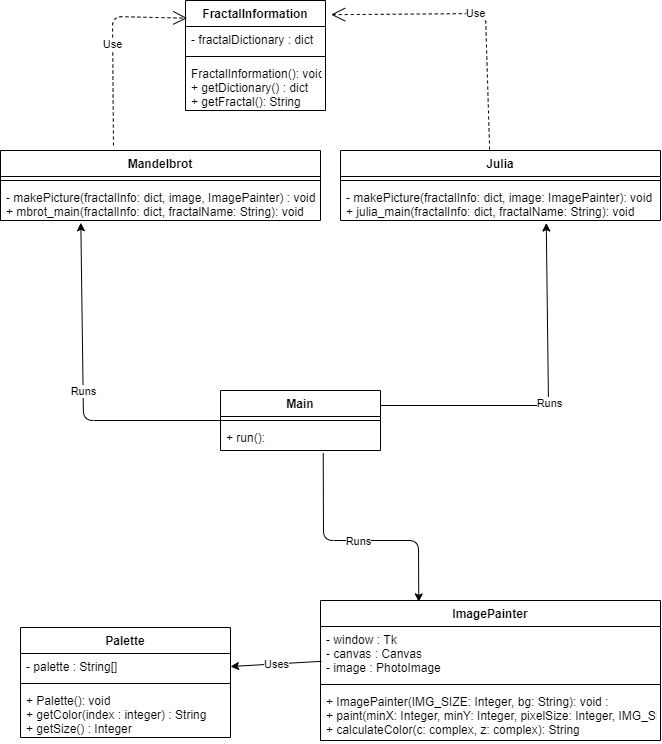 FractalInformation
- fractalDictionary : dict
FractalInformation(): void
+ getDictionary() : dict
+ getFractal(): String
Use
Use
Mandelbrot
- makePicture(fractalInfo: dict, image, ImagePainter) : void
+ mbrot_main(fractalInfo: dict, fractalName: String): void
Julia
- makePicture(fractalInfo: dict, image: ImagePainter): void
+ julia_main(fractalInfo: dict, fractalName: String): void
Runs
Main
+ run():
Runs
Runs
ImagePainter
- window : Tk
- canvas : Canvas
- image : PhotoImage
+ ImagePainter(IMG_SIZE: Integer, bg: String): void :
+ paint(minX: Integer, minY: Integer, pixelSize: Integer, IMG_S
+ calculateColor(c: complex, z: complex): String
Uses
Palette
- palette : String[]
+ Palette(): void
+ getColor(index : integer) : String
+ getSize() : Integer